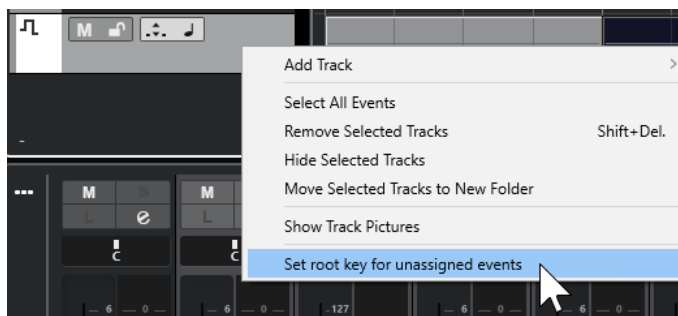 M
Add Track
Select All Events
Remove Selected Tracks Shift+Del.
Hide Selected Tracks
Move Selected Tracks to New Folder
Show Track Pictures
Set root key for unassigned events
M S M
L e L
C C
6 0 6 0 -127 6 0 6 0